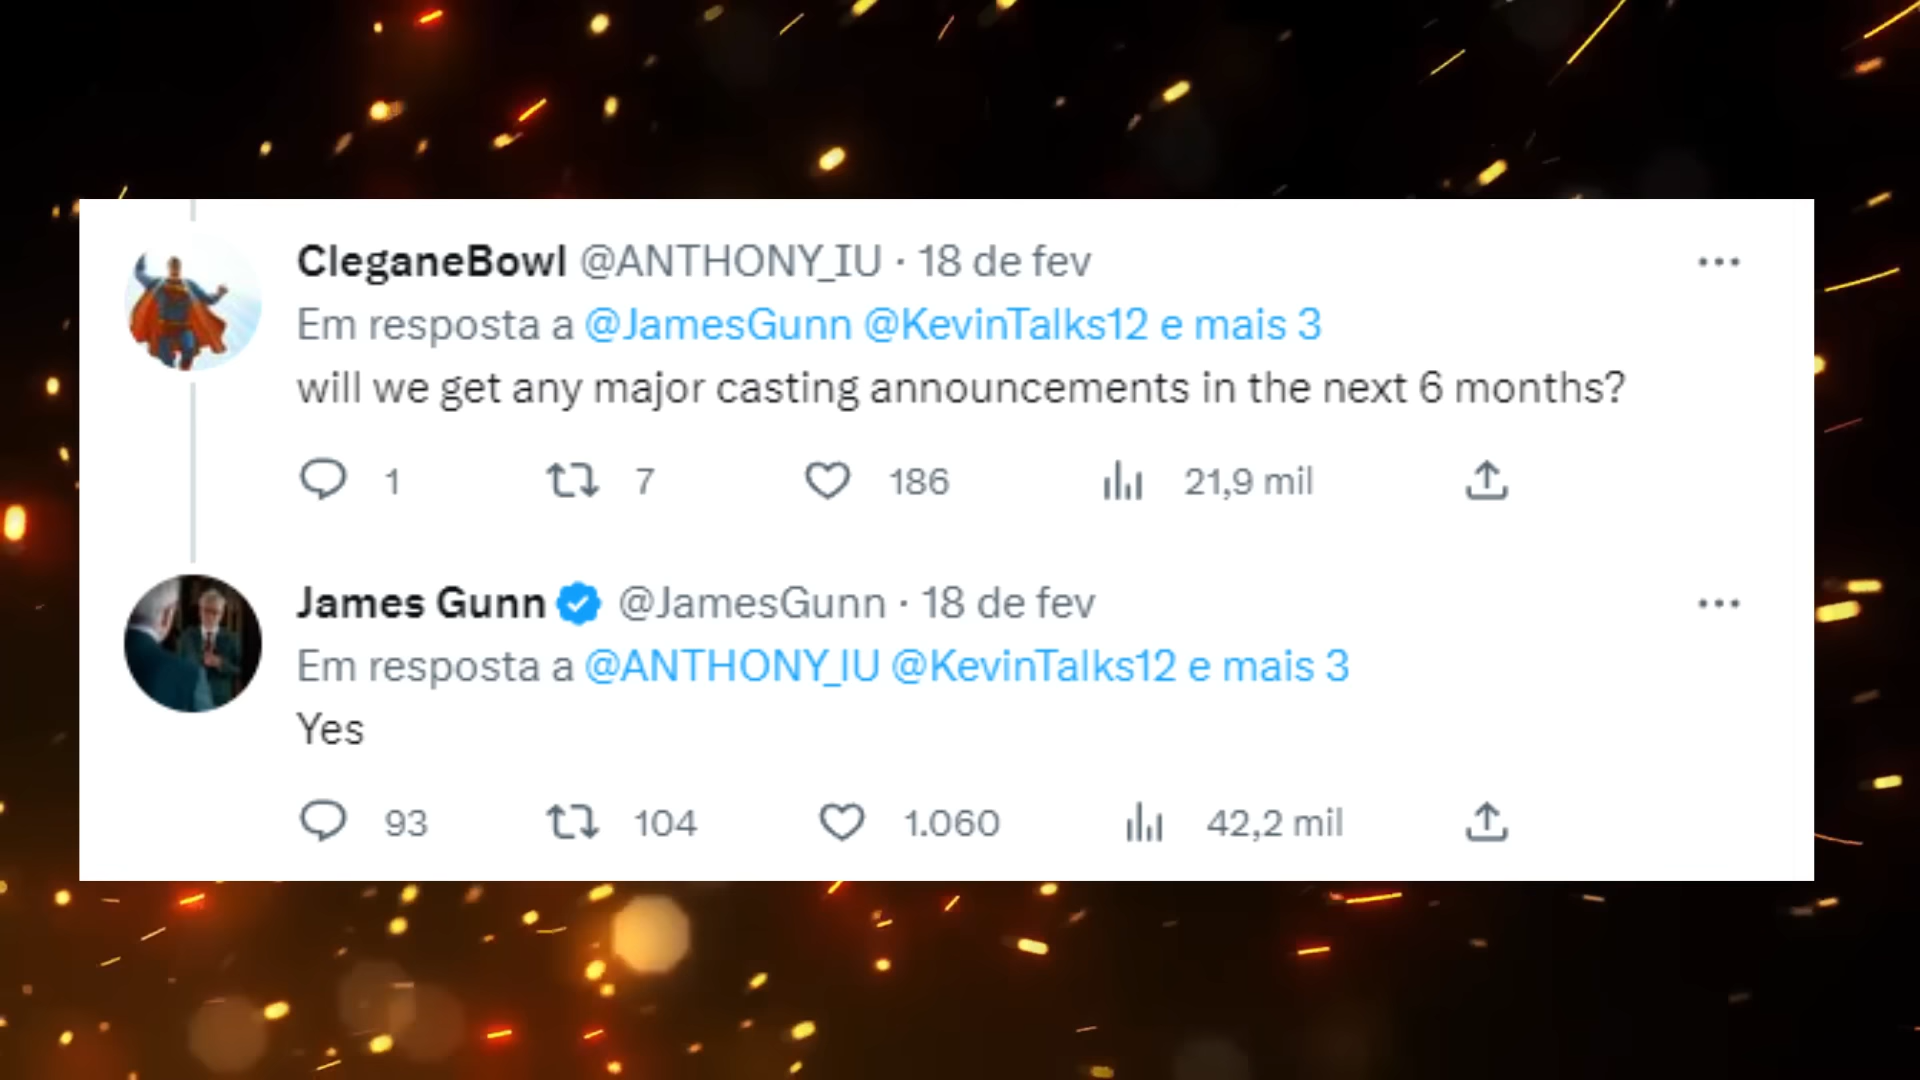 CleganeBowl @ANTHONY_IU · 18 de fev
Em resposta a @JamesGunn @KevinTalks12 e mais 3
will we get any major casting announcements in the next 6 months?
1 7 186 21,9 mil
James Gunn @JamesGunn · 18 de fev
Em resposta a @ANTHONY_IU @KevinTalks12 e mais 3
Yes
93 104 1.060 42,2 mil